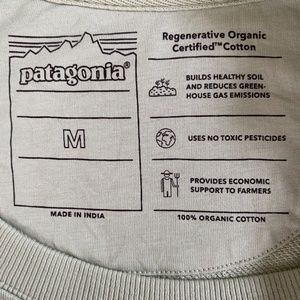 patagonia®
M
MADE IN INDIA
Regenerative Organic
Certified™ Cotton
BUILDS HEALTHY SOIL
AND REDUCES GREEN-
HOUSE GAS EMISSIONS
USES NO TOXIC PESTICIDES
PROVIDES ECONOMIC
SUPPORT TO FARMERS
100% ORGANIC COTTON